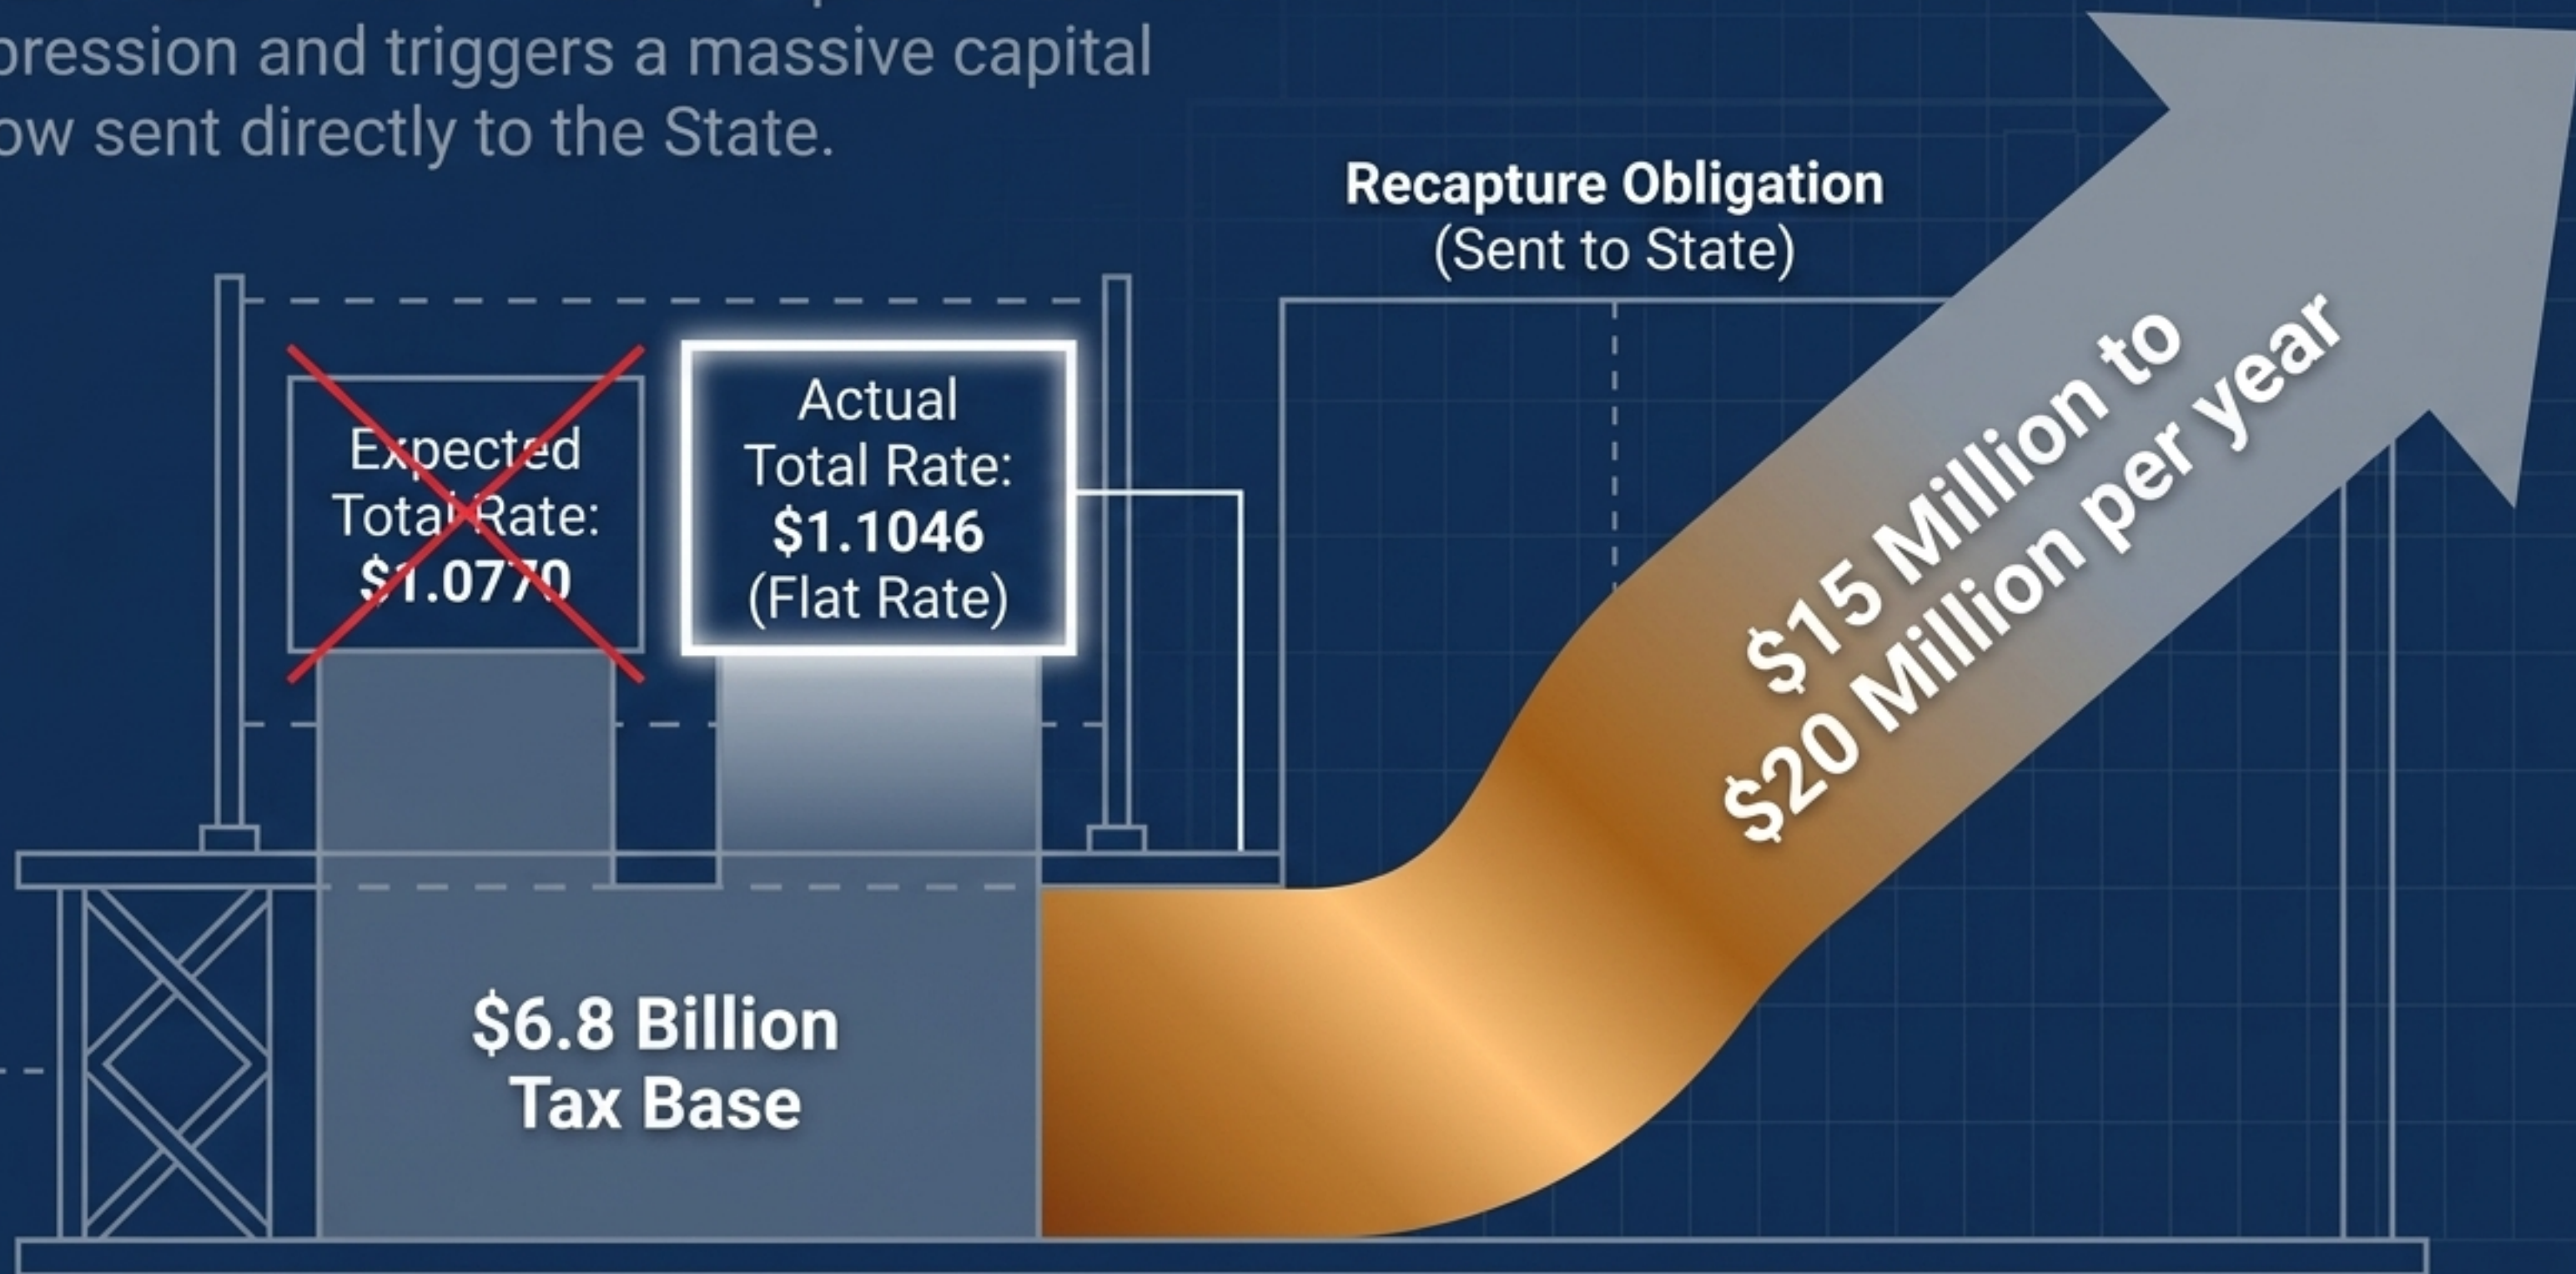 pression and triggers a massive capital
ow sent directly to the State.
Recapture Obligation
(Sent to State)
Expected
Total Rate:
$1.0770
Actual
Total Rate:
$1.1046
(Flat Rate)
$15 Million to
$20 Million per year
$6.8 Billion
Tax Base